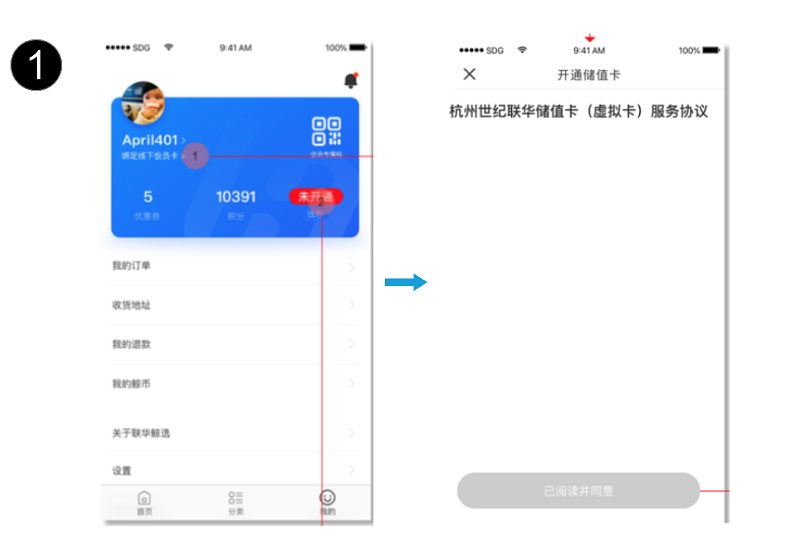 1
SDG
9:41 AM
100%
April401
绑定线下会员卡
1
5
10391
未开通
优惠券
积分
我的订单
收货地址
我的退款
我的鲸币
关于联华鲸选
设置
首页
分类
我的
SDG
9:41 AM
100%
开通储值卡
杭州世纪联华储值卡（虚拟卡）服务协议
已阅读并同意